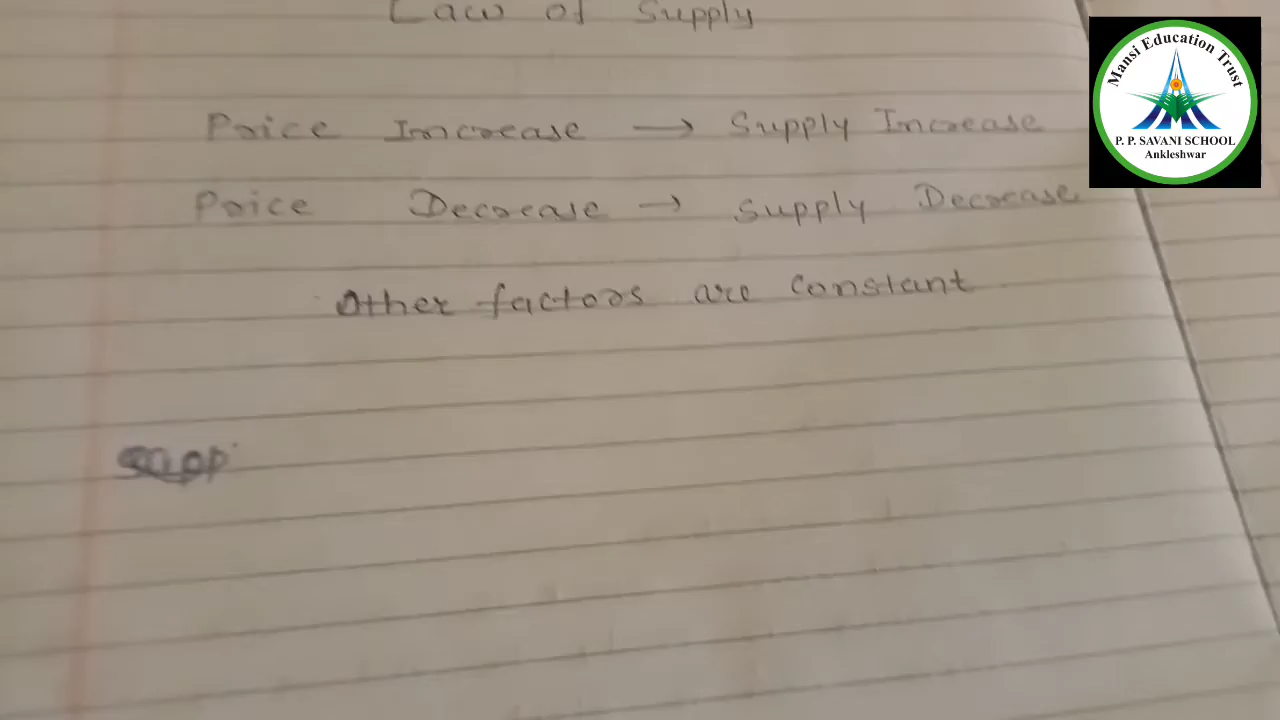 Law of Supply
Price Increase → Supply Increase
Price Decrease → Supply Decrease
Other factors are constant
Mansi Education Trust
P. P. SAVANI SCHOOL
Ankleshwar